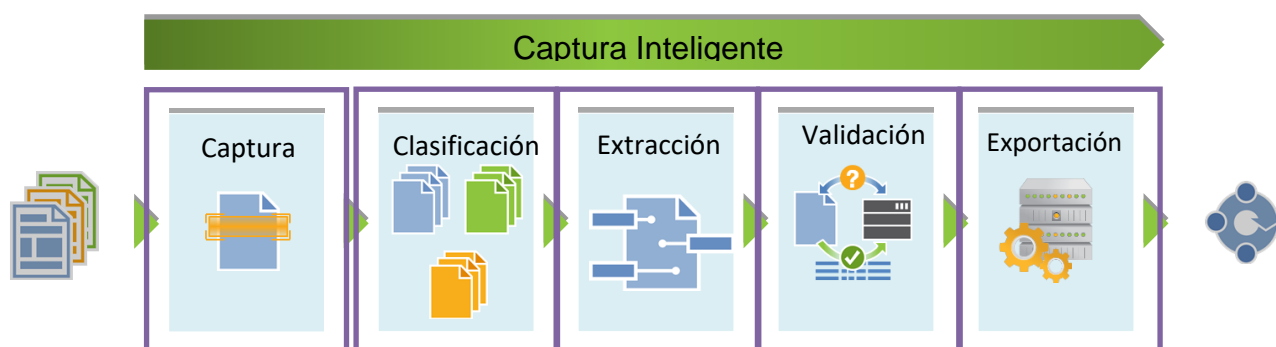 Captura Inteligente
Captura
Clasificación
Extracción
Validación
Exportación
?